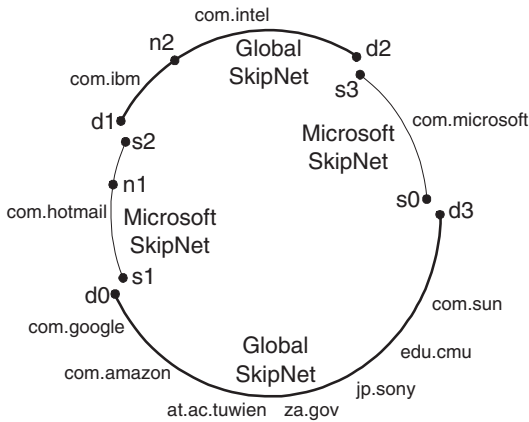 com.intel
n2
Global
SkipNet
d2
com.ibm
s3
d1
s2
Microsoft
SkipNet
com.microsoft
n1
s0
com.hotmail
Microsoft
SkipNet
d3
s1
d0
com.google
com.sun
com.amazon
Global
SkipNet
edu.cmu
jp.sony
at.ac.tuwien
za.gov